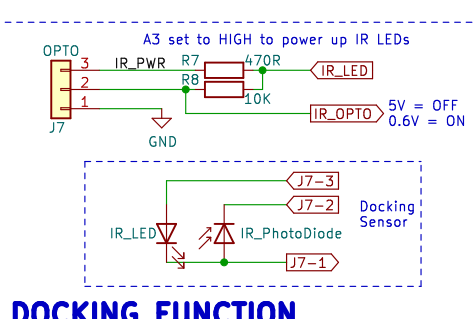 A3 set to HIGH to power up IR LEDs
OPTO
3 IR_PWR R7 470R IR_LED
2 R8 10K
1 IR_OPTO 5V = OFF
0.6V = ON
J7 GND
J7-3
J7-2 Docking
Sensor
IR_LED IR_PhotoDiode
J7-1
DOCKING FUNCTION